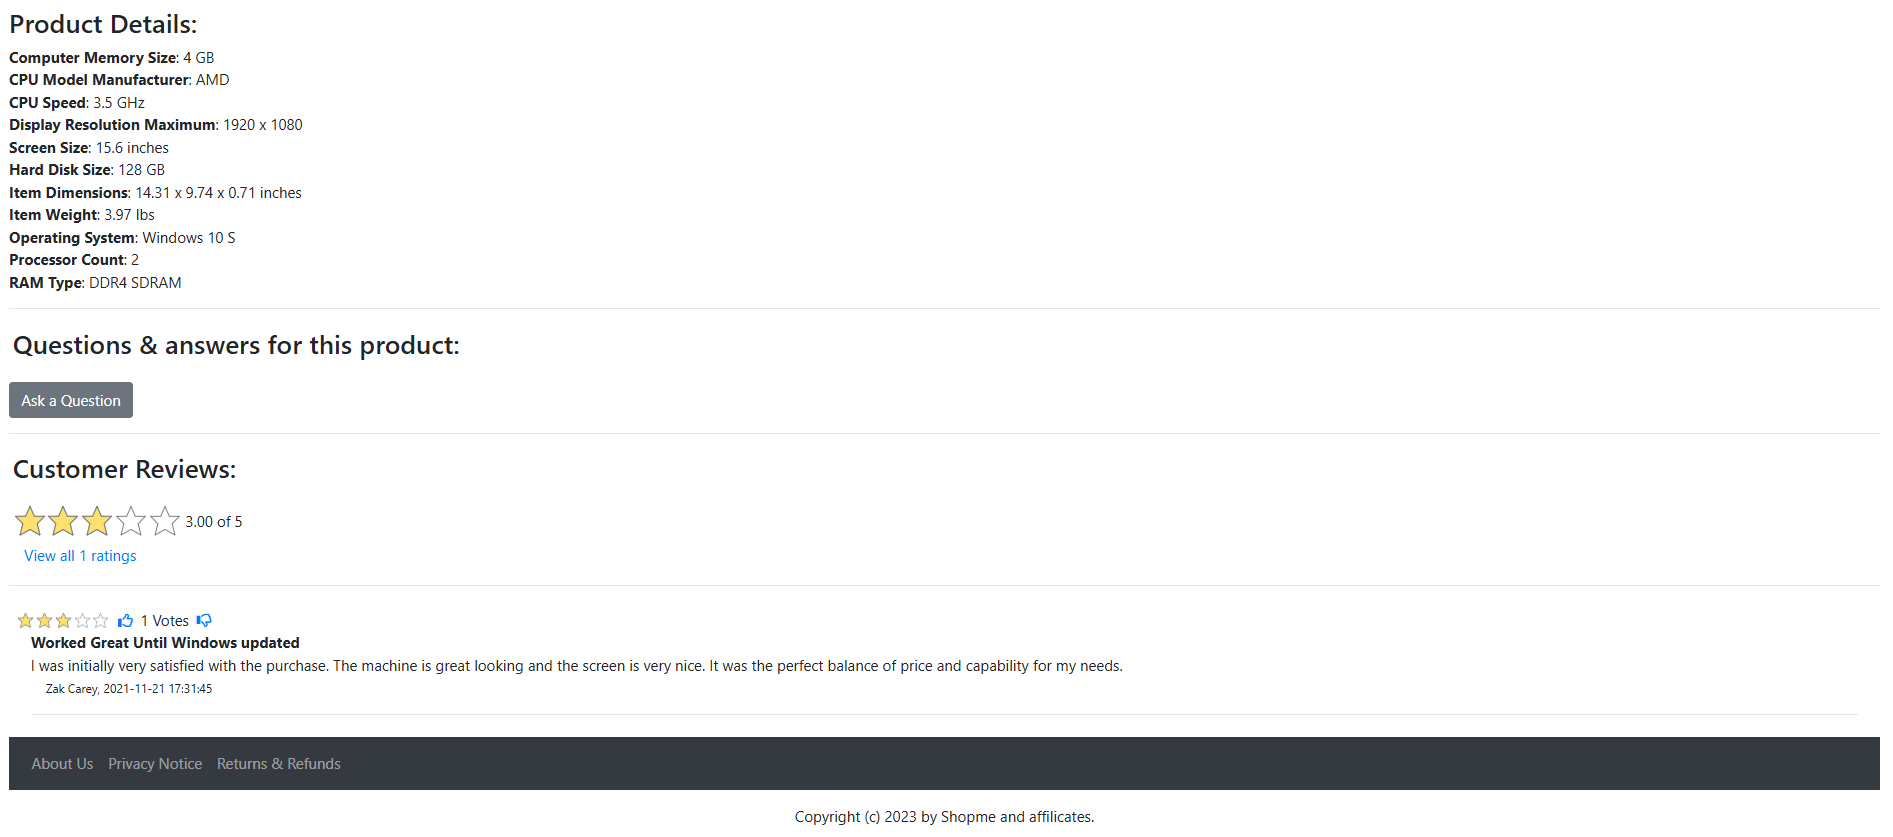 Product Details:
Computer Memory Size: 4 GB
CPU Model Manufacturer: AMD
CPU Speed: 3.5 GHz
Display Resolution Maximum: 1920 x 1080
Screen Size: 15.6 inches
Hard Disk Size: 128 GB
Item Dimensions: 14.31 x 9.74 x 0.71 inches
Item Weight: 3.97 lbs
Operating System: Windows 10 S
Processor Count: 2
RAM Type: DDR4 SDRAM
Questions & answers for this product:
Ask a Question
Customer Reviews:
3.00 of 5
View all 1 ratings
1 Votes
Worked Great Until Windows updated
I was initially very satisfied with the purchase. The machine is great looking and the screen is very nice. It was the perfect balance of price and capability for my needs.
Zak Carey, 2021-11-21 17:31:45
About Us Privacy Notice Returns & Refunds
Copyright (c) 2023 by Shopme and affilicates.